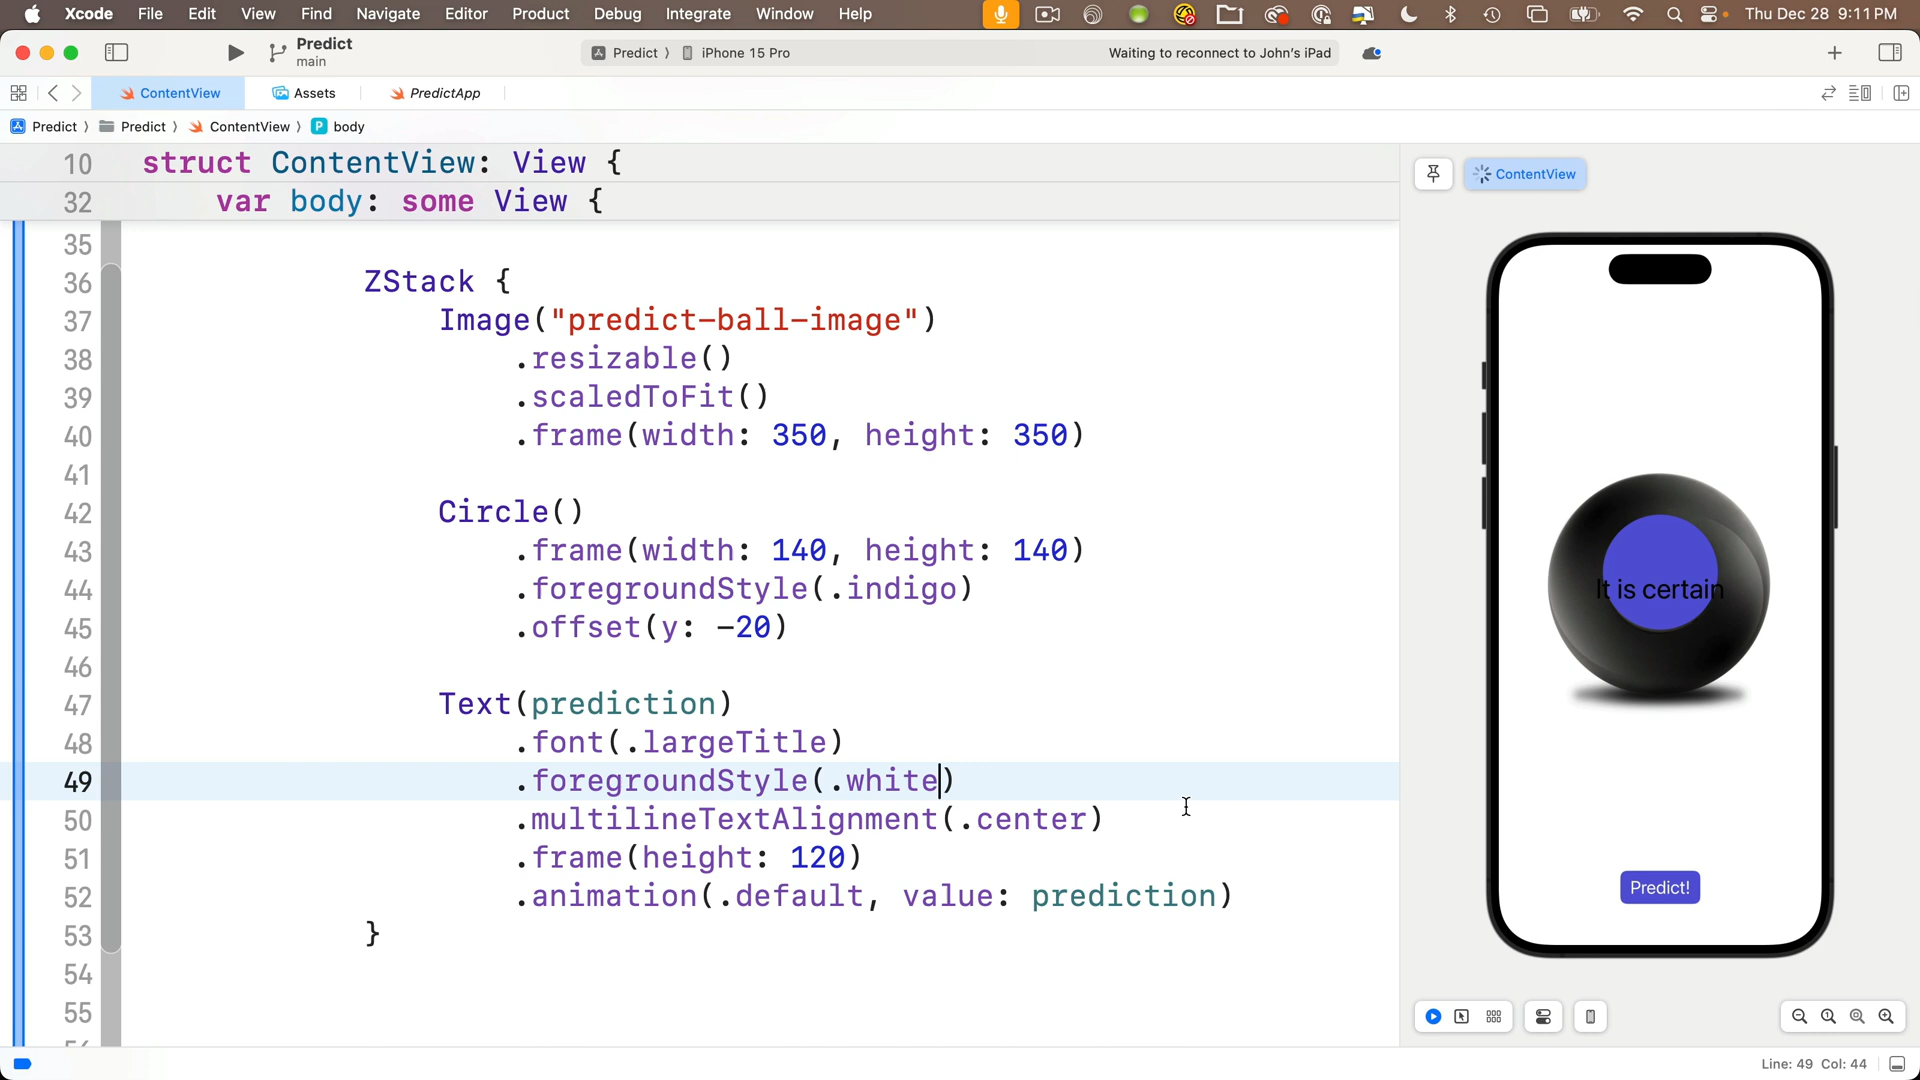 Xcode File Edit View Find Navigate Editor Product Debug Integrate Window Help Thu Dec 28 9:11 PM
Predict
main
Predict 〉 iPhone 15 Pro Waiting to reconnect to John's iPad
ContentView Assets PredictApp
Predict 〉 Predict 〉 ContentView 〉 P body
10 struct ContentView: View {
32 var body: some View {
35
36 ZStack {
37 Image("predict-ball-image")
38 .resizable()
39 .scaledToFit()
40 .frame(width: 350, height: 350)
41
42 Circle()
43 .frame(width: 140, height: 140)
44 .foregroundStyle(.indigo)
45 .offset(y: -20)
46
47 Text(prediction)
48 .font(.largeTitle)
49 .foregroundStyle(.white)
50 .multilineTextAlignment(.center)
51 .frame(height: 120)
52 .animation(.default, value: prediction)
53 }
54
55
ContentView
It is certain
Predict!
Line: 49 Col: 44